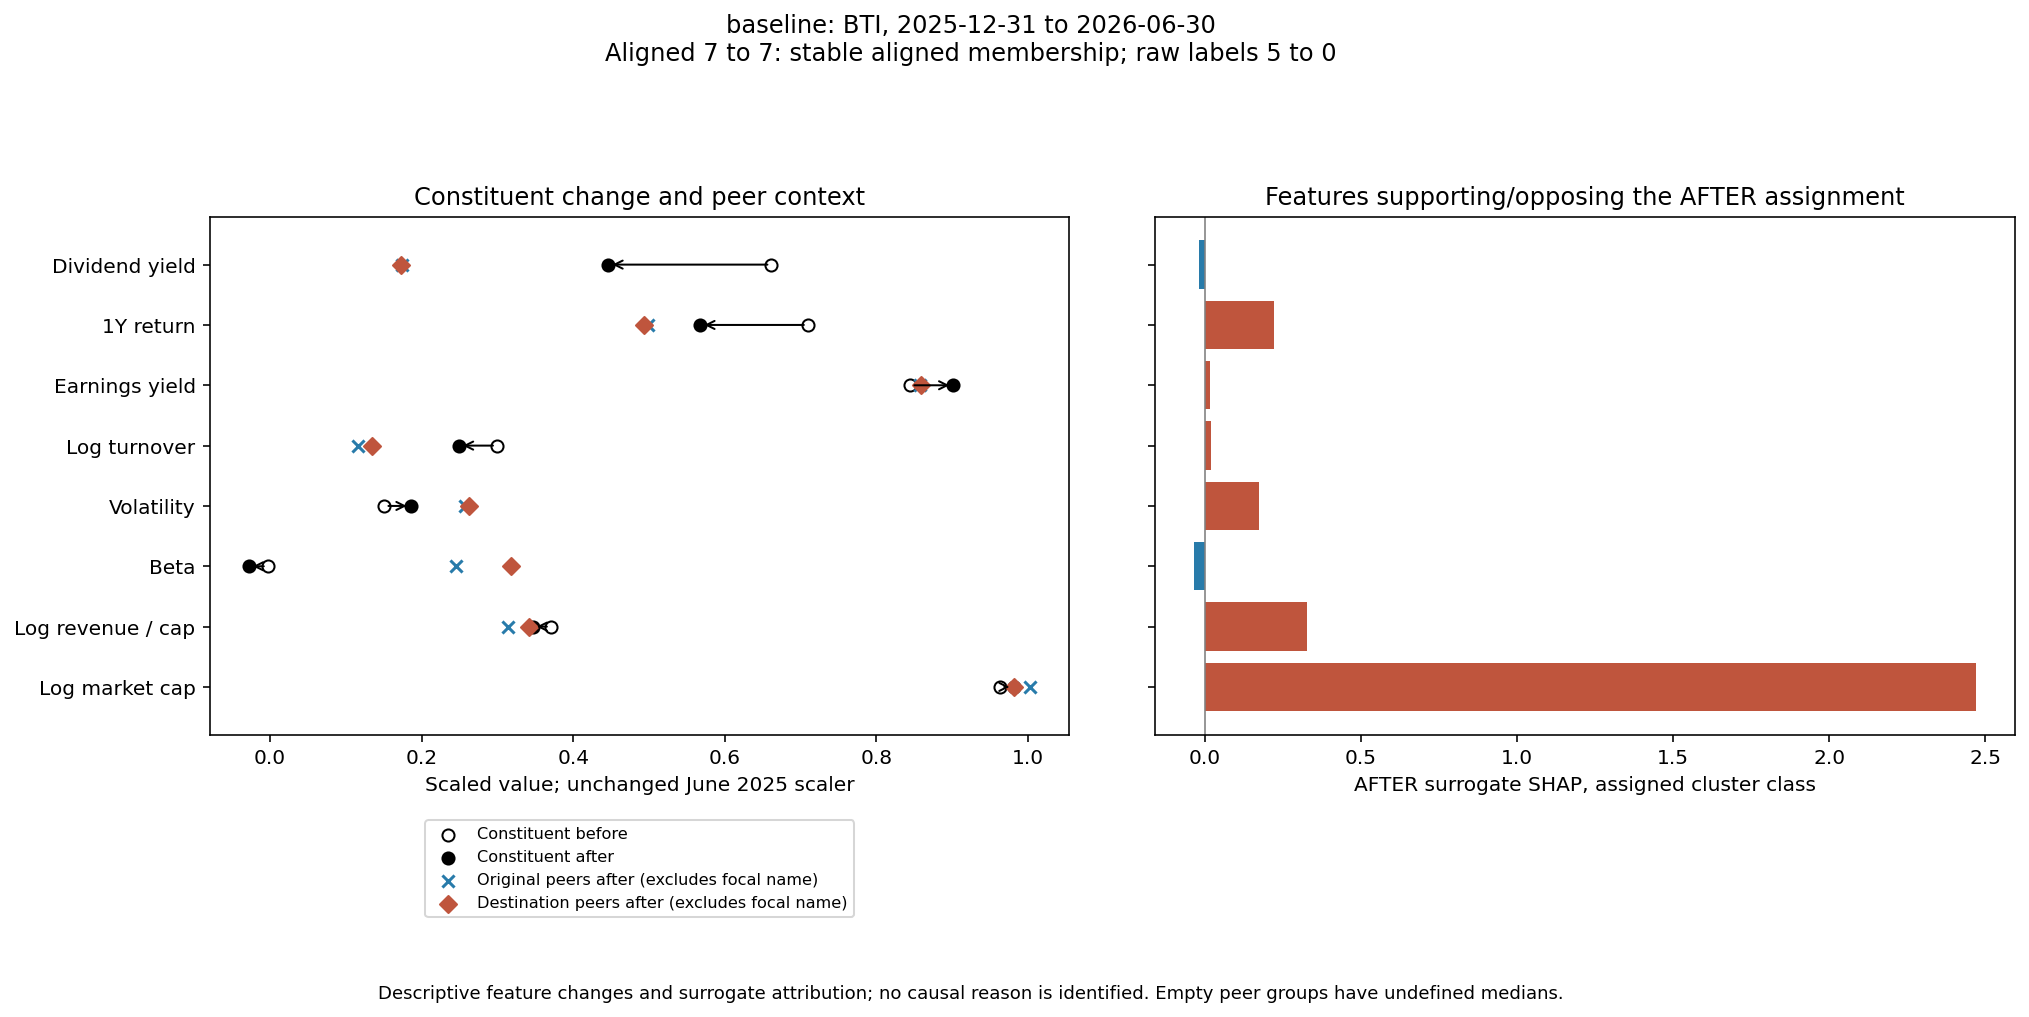 baseline: BTI, 2025-12-31 to 2026-06-30
Aligned 7 to 7: stable aligned membership; raw labels 5 to 0
Constituent change and peer context
Dividend yield
1Y return
Earnings yield
Log turnover
Volatility
Beta
Log revenue / cap
Log market cap
0.0 0.2 0.4 0.6 0.8 1.0
Scaled value; unchanged June 2025 scaler
Constituent before
Constituent after
Original peers after (excludes focal name)
Destination peers after (excludes focal name)
Features supporting/opposing the AFTER assignment
0.0 0.5 1.0 1.5 2.0 2.5
AFTER surrogate SHAP, assigned cluster class
Descriptive feature changes and surrogate attribution; no causal reason is identified. Empty peer groups have undefined medians.